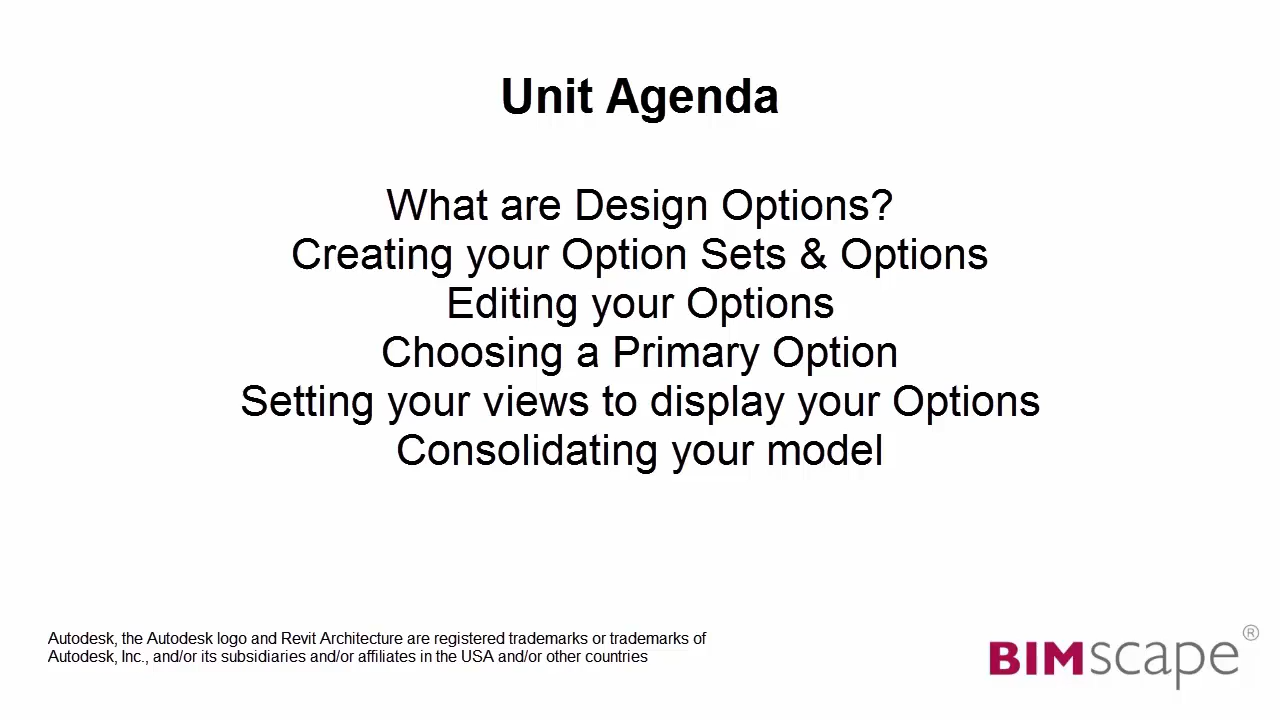 Unit Agenda
What are Design Options?
Creating your Option Sets & Options
Editing your Options
Choosing a Primary Option
Setting your views to display your Options
Consolidating your model
Autodesk, the Autodesk logo and Revit Architecture are registered trademarks or trademarks of
Autodesk, Inc., and/or its subsidiaries and/or affiliates in the USA and/or other countries
BIMscape®